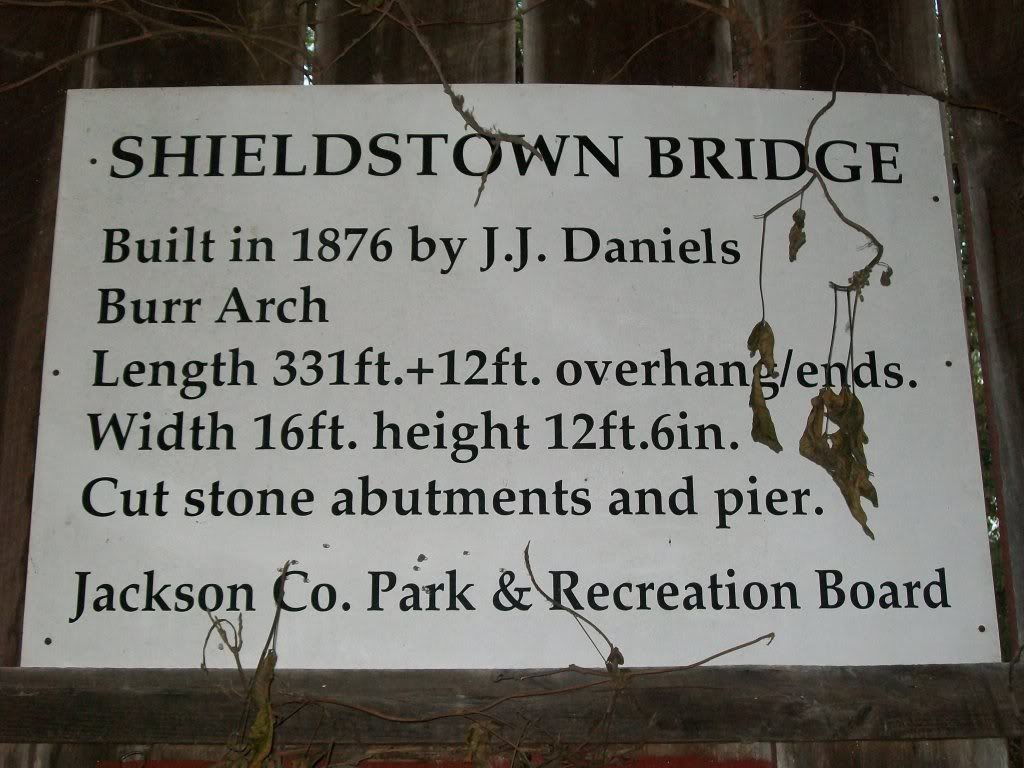 SHIELDSTOWN BRIDGE
Built in 1876 by J.J. Daniels
Burr Arch
Length 331ft.+12ft. overhang/ends.
Width 16ft. height 12ft.6in.
Cut stone abutments and pier.
Jackson Co. Park & Recreation Board